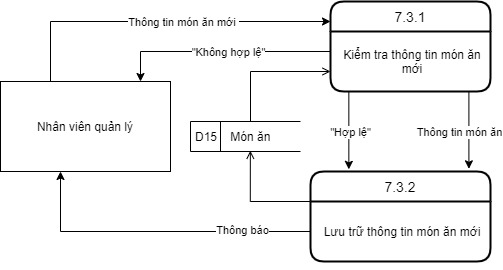 Thông tin món ăn mới
7.3.1
"Không hợp lệ"
Kiểm tra thông tin món ăn
mới
Nhân viên quản lý
D15
Món ăn
"Hợp lệ"
Thông tin món ăn
7.3.2
Thông báo
Lưu trữ thông tin món ăn mới